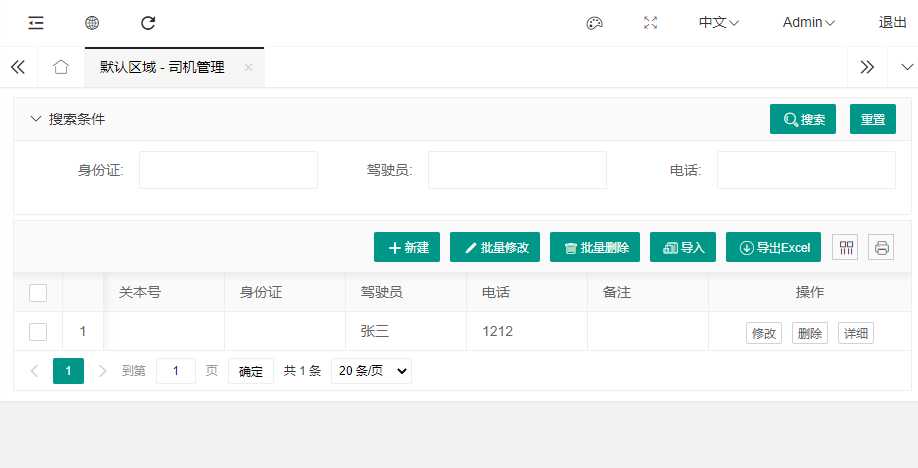 中文 Admin 退出
默认区域 - 司机管理
搜索条件 搜索 重置
身份证: 驾驶员: 电话:
新建 批量修改 批量删除 导入 导出Excel
关本号 身份证 驾驶员 电话 备注 操作
1 张三 1212 修改 删除 详细
1 到第 1 页 确定 共 1 条 20 条/页